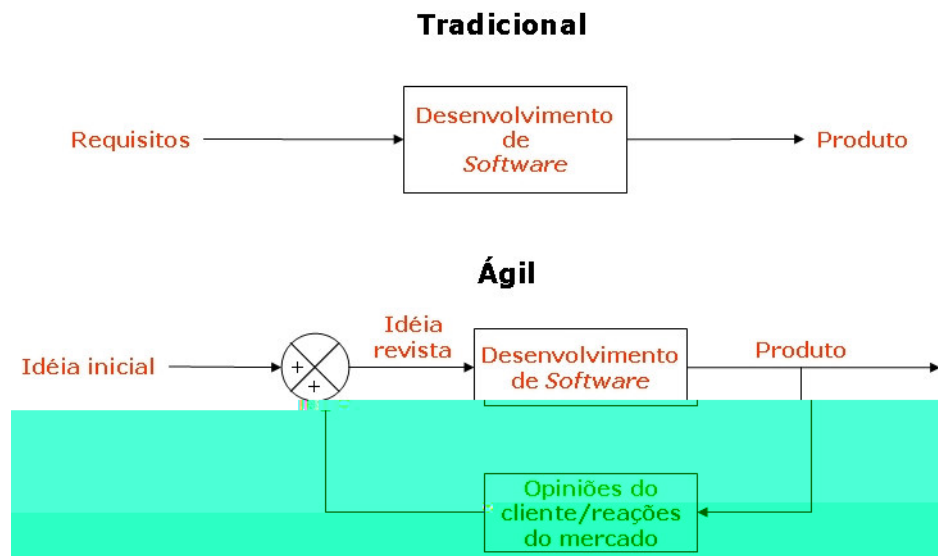 Tradicional
Requisitos
Desenvolvimento
de
Software
Produto
Ágil
Idéia inicial
+
+
Idéia
revista
Desenvolvimento
de Software
Produto
Opiniões do
cliente/reações
do mercado